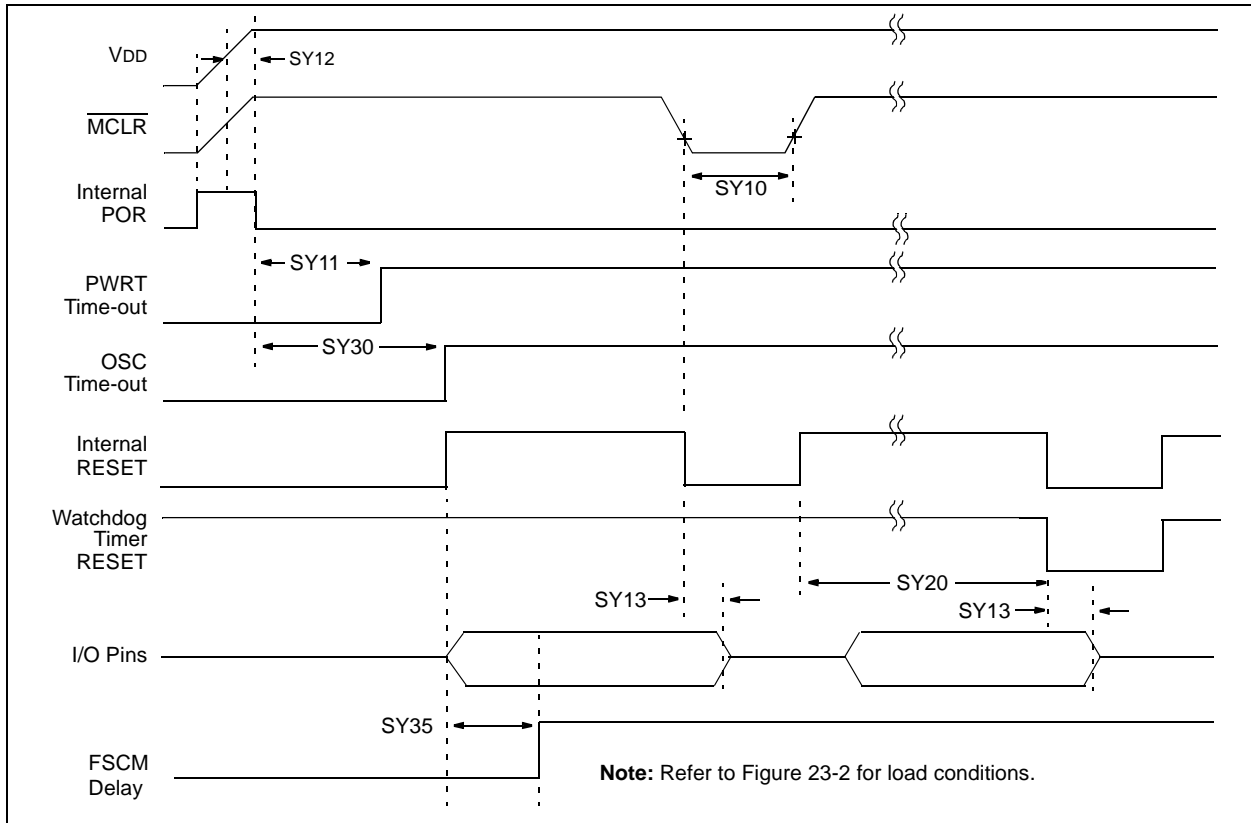 VDD
SY12
MCLR
SY10
Internal
POR
SY11
PWRT
Time-out
SY30
OSC
Time-out
Internal
RESET
Watchdog
Timer
RESET
SY20
SY13
SY13
I/O Pins
SY35
FSCM
Delay
Note: Refer to Figure 23-2 for load conditions.